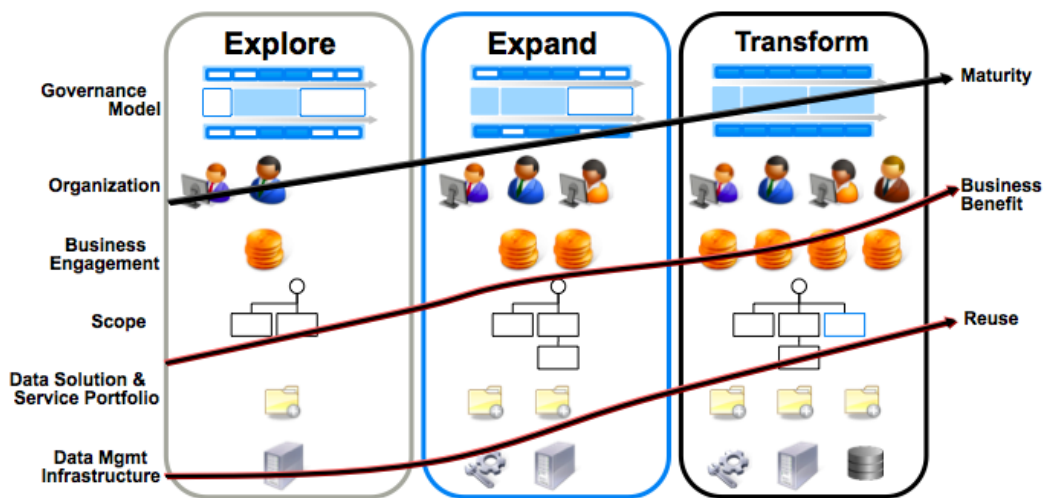 Explore
Expand
Transform
Governance
Model
Maturity
Organization
Business
Benefit
Business
Engagement
Scope
Reuse
Data Solution &
Service Portfolio
Data Mgmt
Infrastructure